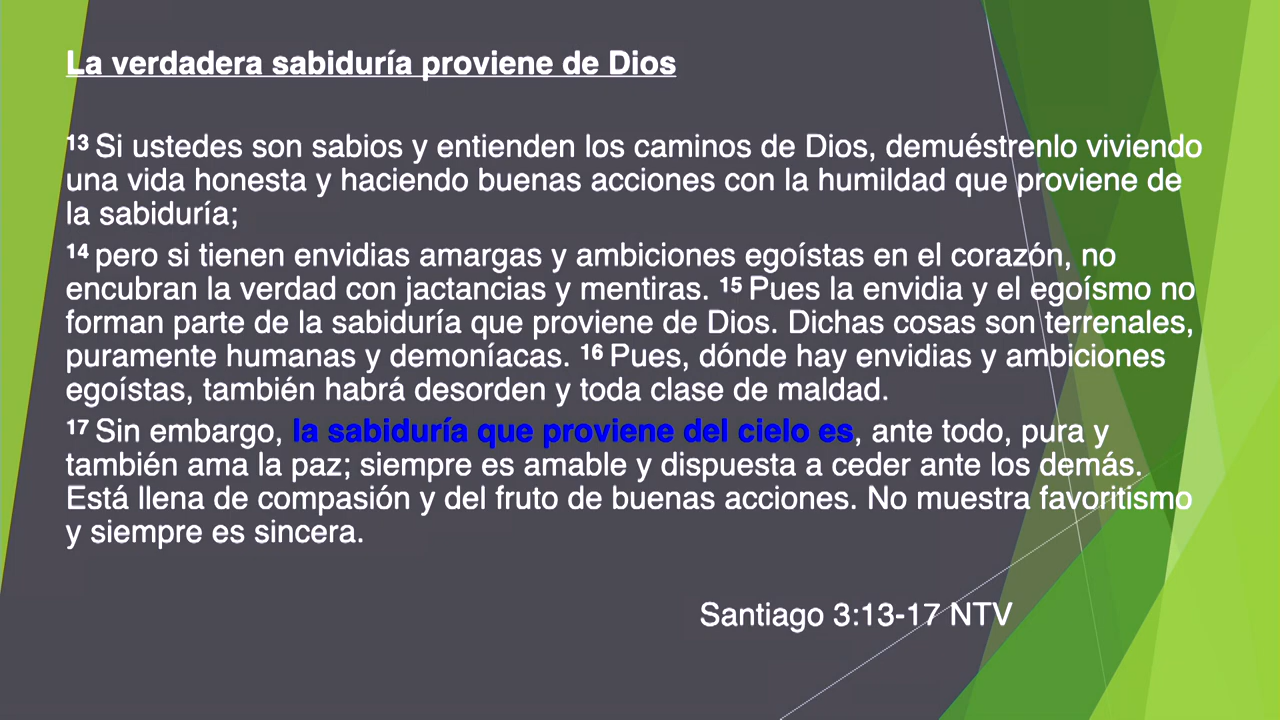 La verdadera sabiduría proviene de Dios
13 Si ustedes son sabios y entienden los caminos de Dios, demuéstrenlo viviendo
una vida honesta y haciendo buenas acciones con la humildad que proviene de
la sabiduría;
14 pero si tienen envidias amargas y ambiciones egoístas en el corazón, no
encubran la verdad con jactancias y mentiras. 15 Pues la envidia y el egoísmo no
forman parte de la sabiduría que proviene de Dios. Dichas cosas son terrenales,
puramente humanas y demoníacas. 16 Pues, dónde hay envidias y ambiciones
egoístas, también habrá desorden y toda clase de maldad.
17 Sin embargo, la sabiduría que proviene del cielo es, ante todo, pura y
también ama la paz; siempre es amable y dispuesta a ceder ante los demás.
Está llena de compasión y del fruto de buenas acciones. No muestra favoritismo
y siempre es sincera.
Santiago 3:13-17 NTV